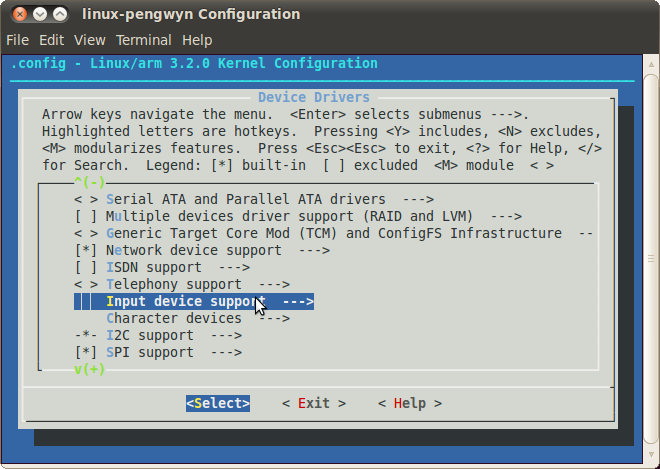 linux-pengwyn Configuration
File Edit View Terminal Help
.config - Linux/arm 3.2.0 Kernel Configuration
Device Drivers
Arrow keys navigate the menu.  <Enter> selects submenus --->.
Highlighted letters are hotkeys.  Pressing <Y> includes, <N> excludes,
<M> modularizes features.  Press <Esc><Esc> to exit, <?> for Help, </>
for Search.  Legend: [*] built-in  [ ] excluded  <M> module  < >
^(-)
< > Serial ATA and Parallel ATA drivers  --->
[ ] Multiple devices driver support (RAID and LVM)  --->
< > Generic Target Core Mod (TCM) and ConfigFS Infrastructure  --
[*] Network device support  --->
[ ] ISDN support  --->
< > Telephony support  --->
Input device support  --->
Character devices  --->
-*- I2C support  --->
[*] SPI support  --->
v(+)
<Select>    < Exit >    < Help >